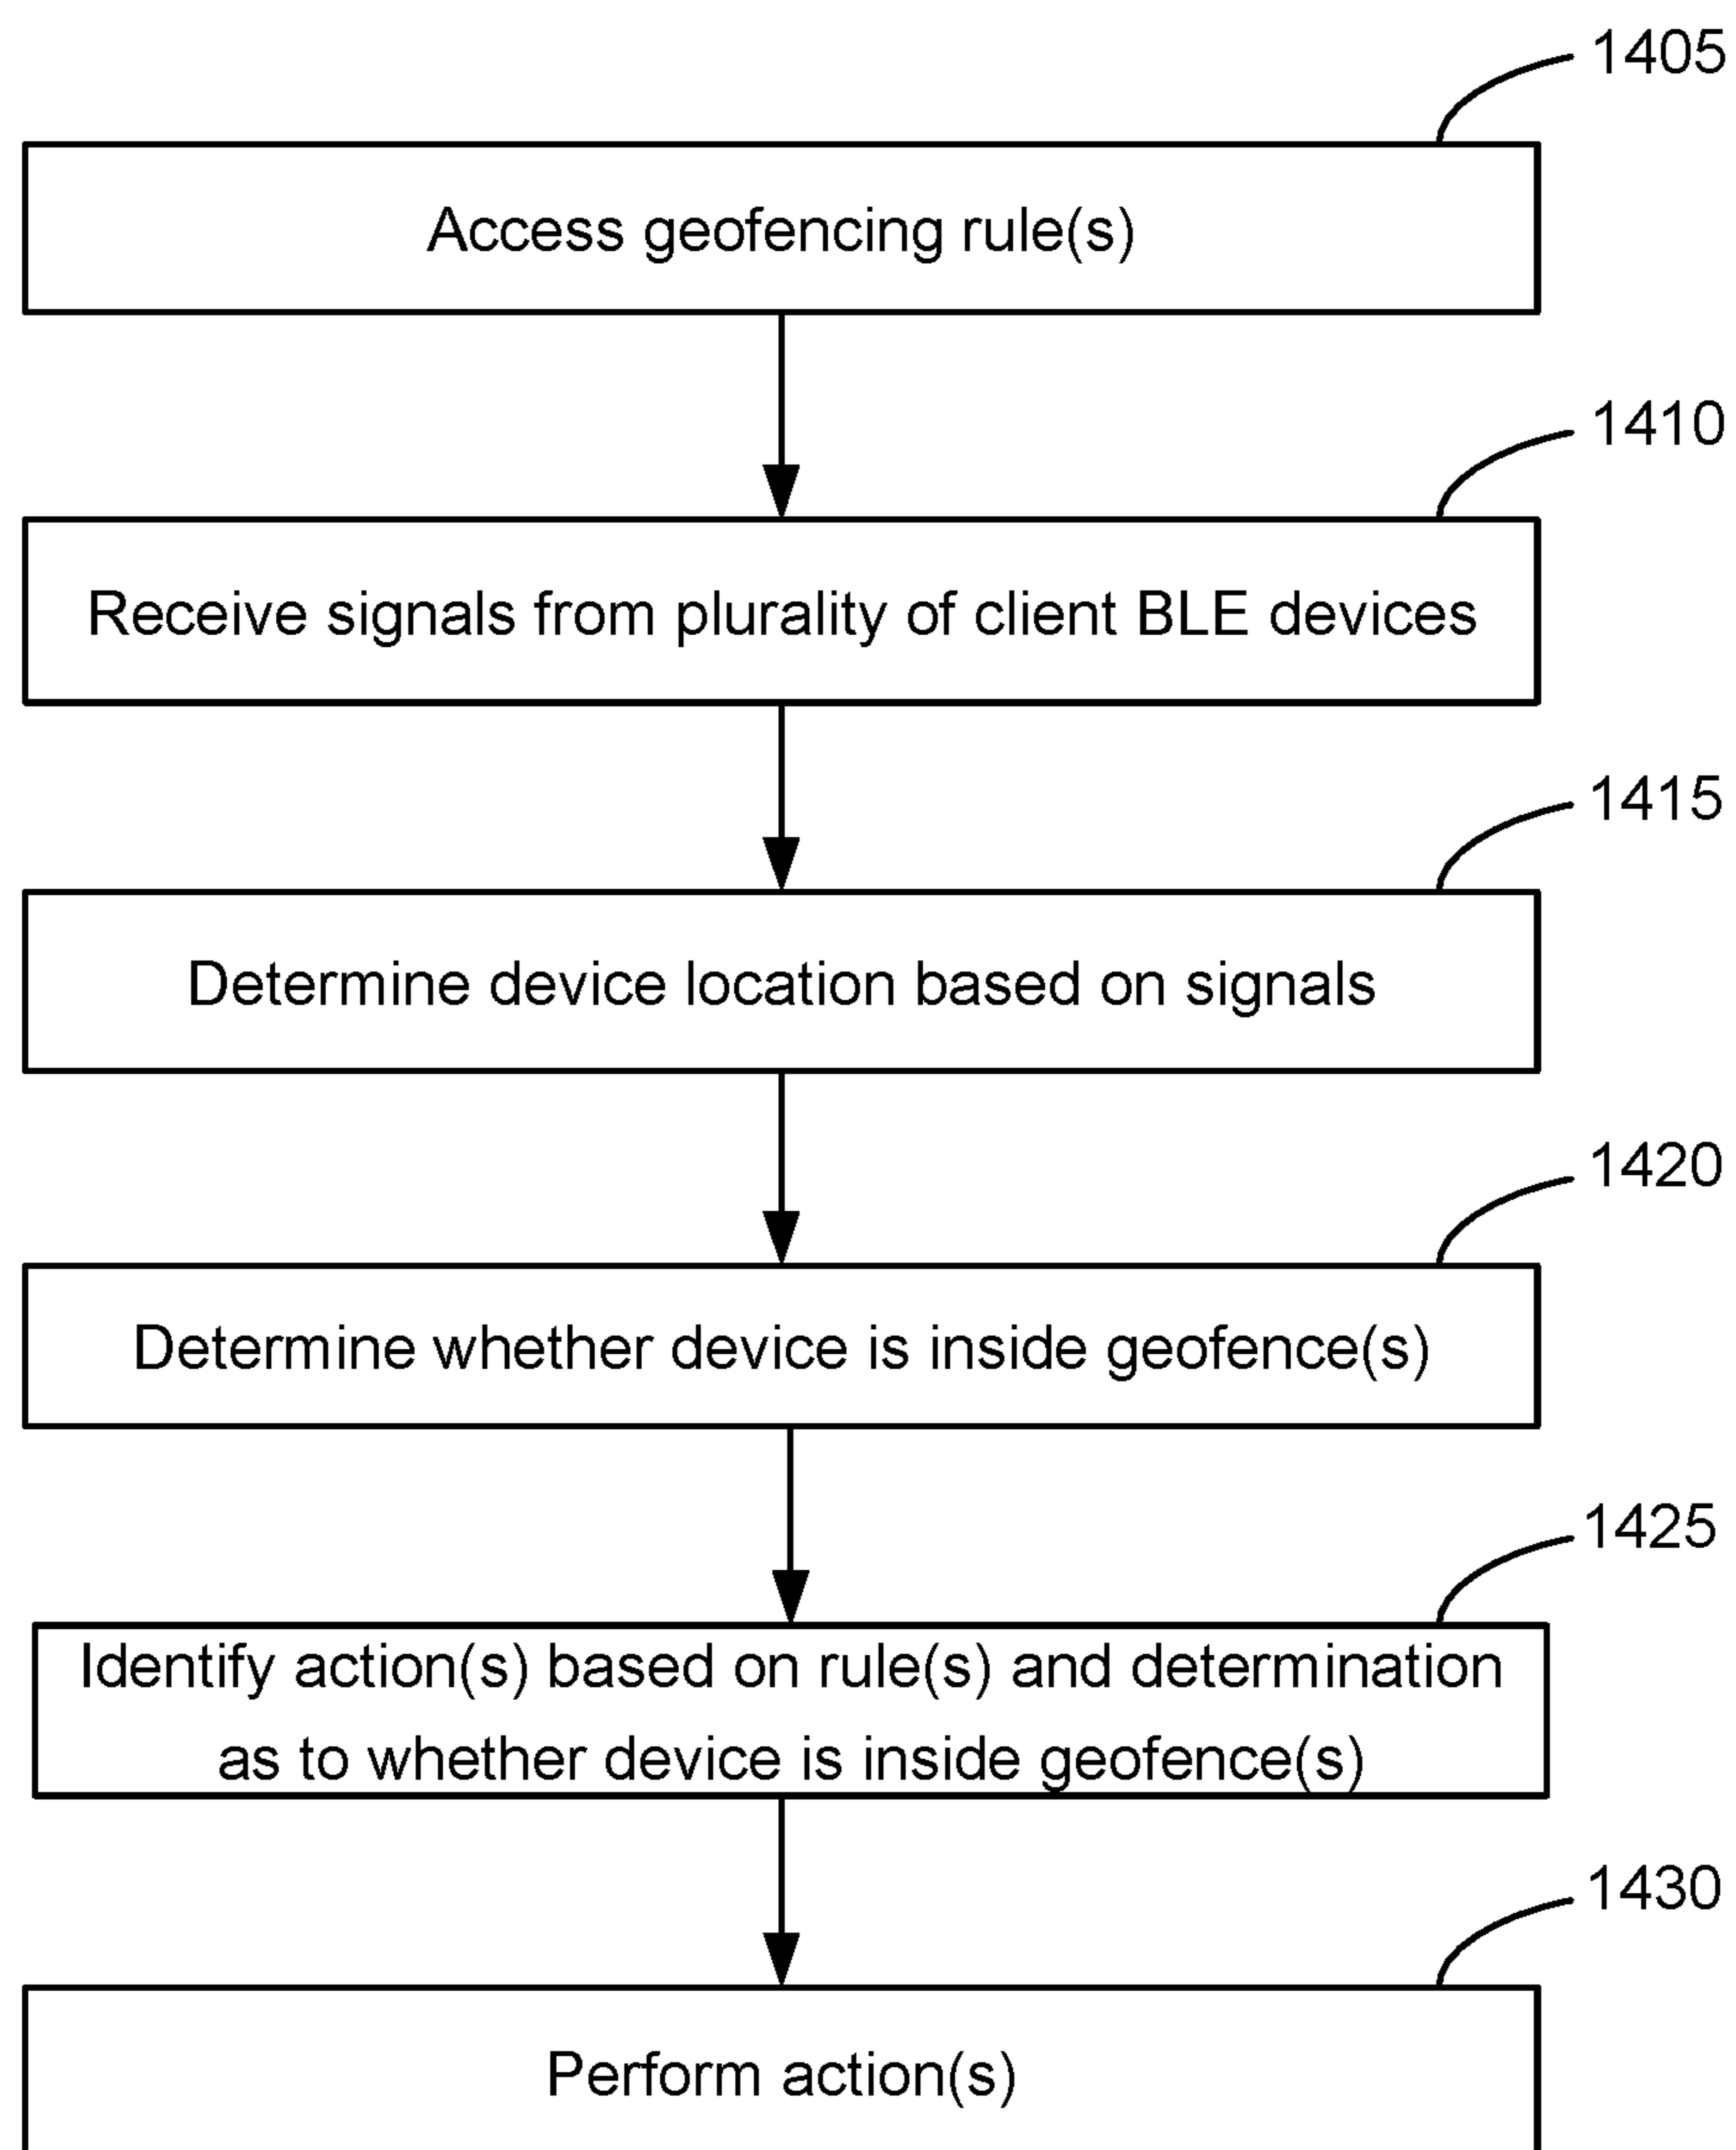 1405
Access geofencing rule(s)
1410
Receive signals from plurality of client BLE devices
1415
Determine device location based on signals
1420
Determine whether device is inside geofence(s)
1425
Identify action(s) based on rule(s) and determination
as to whether device is inside geofence(s)
1430
Perform action(s)